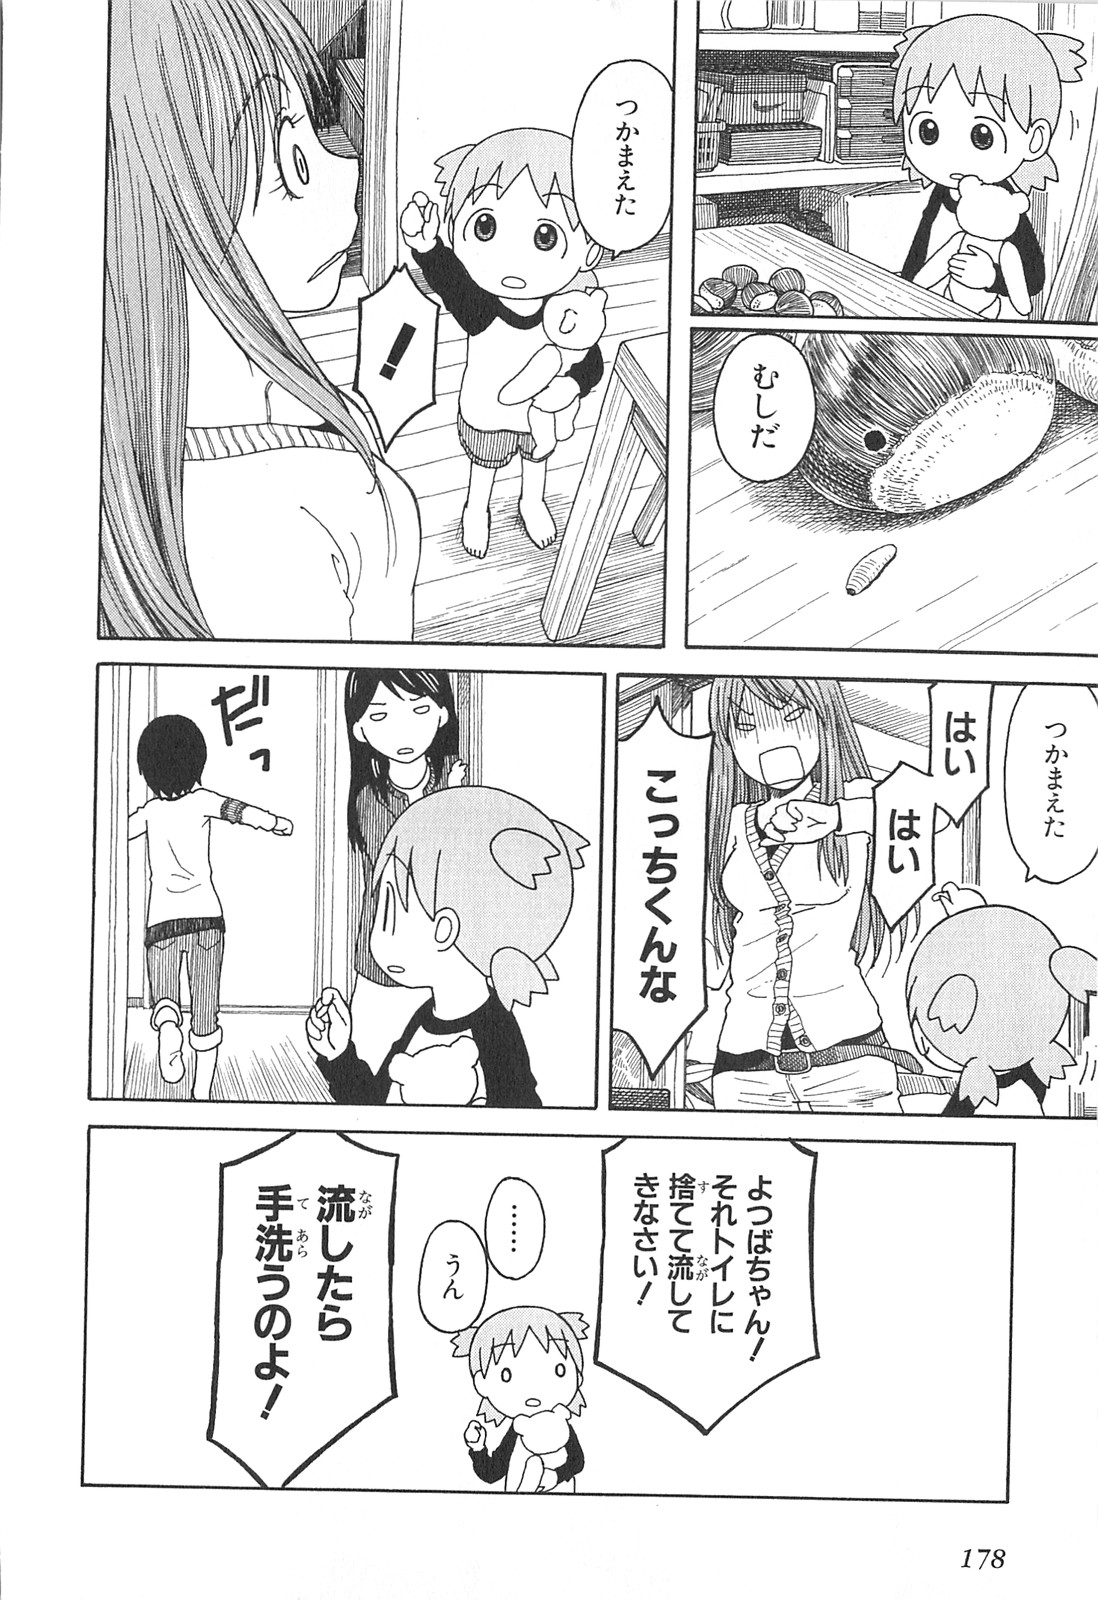 むしだ
つかまえた
！
つかまえた
はい
はい
こっちくんな
だっ
よつばちゃん！
それトイレに
捨てて流して
きなさい！
……
うん
流したら
手洗うのよ！
178